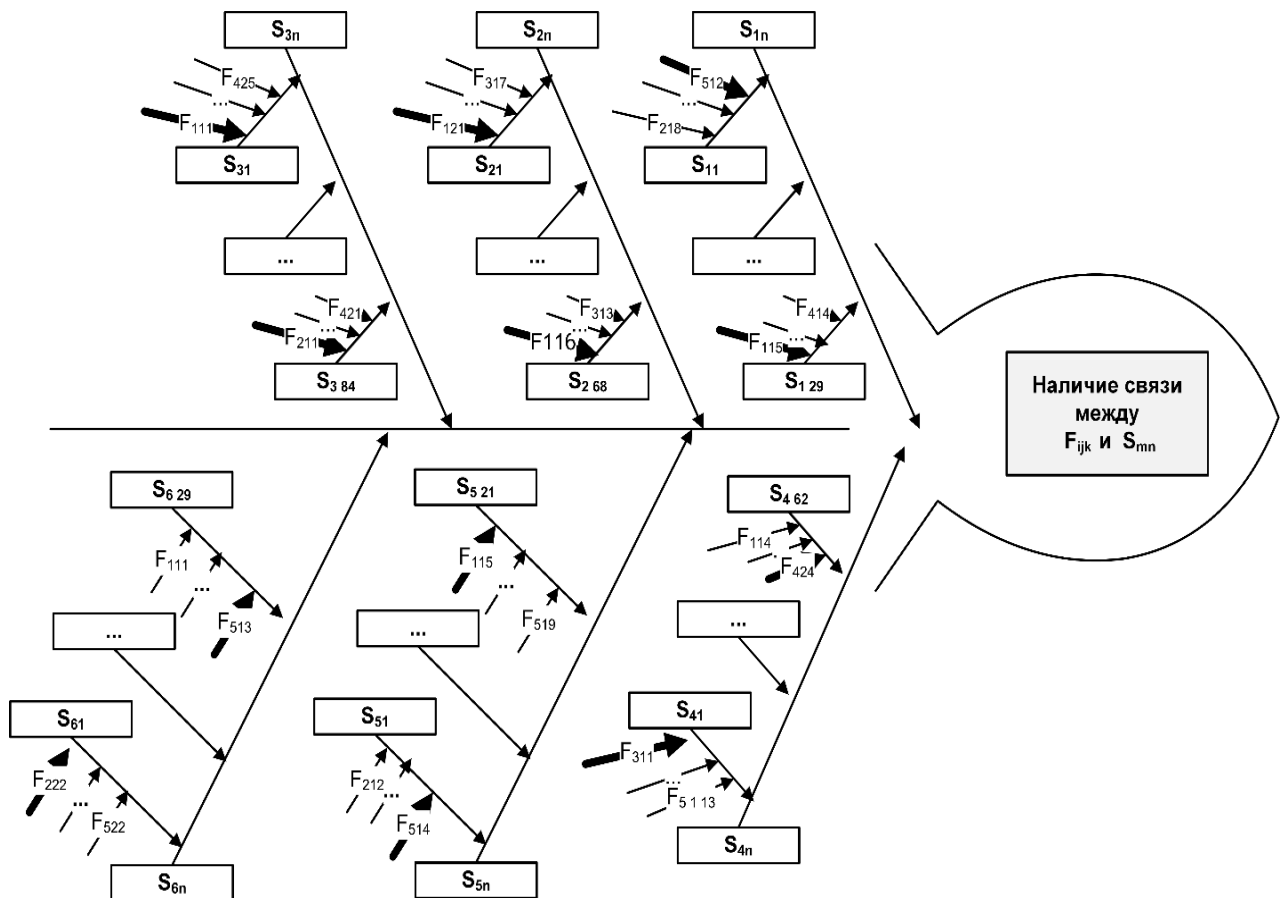 S3n
S2n
S1n
F425
...
F111
F317
...
F121
F512
...
F218
S31
S21
S11
...
...
...
F421
...
F211
F313
...
F116
F414
...
F115
S3 84
S2 68
S1 29
Наличие связи
между
Fijk и Smn
S6 29
S5 21
S4 62
F111
...
F513
F115
...
F519
F114
...
F424
...
...
...
S61
S51
S41
F222
...
F522
F212
...
F514
F311
...
F5 1 13
S6n
S5n
S4n